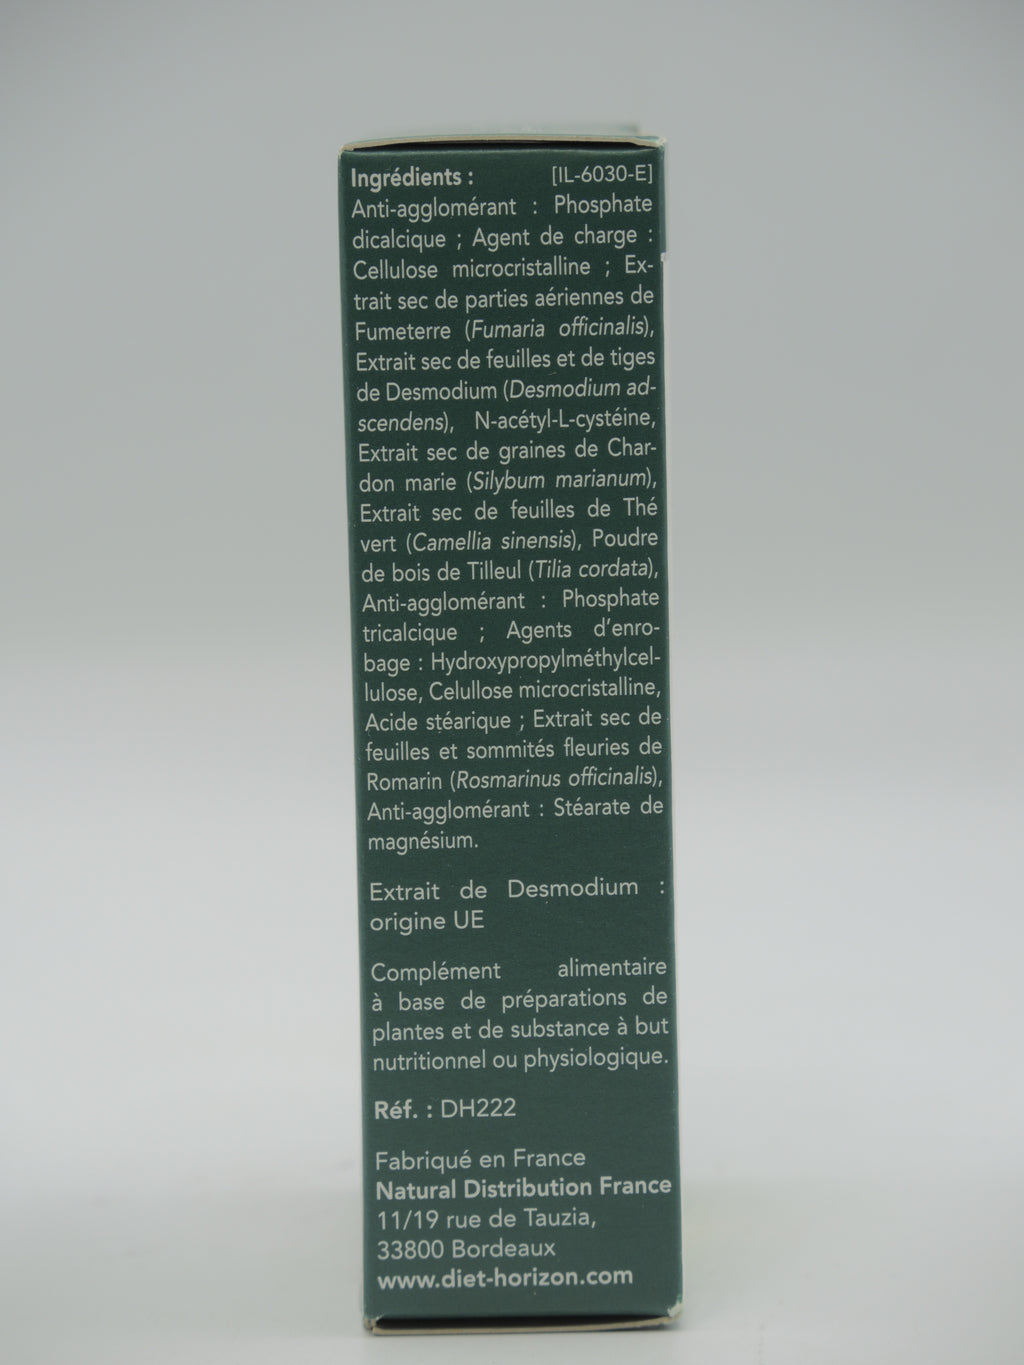 Ingrédients : [IL-6030-E]
Anti-agglomérant : Phosphate
dicalcique ; Agent de charge :
Cellulose microcristalline ; Ex-
trait sec de parties aériennes de
Fumeterre (Fumaria officinalis),
Extrait sec de feuilles et de tiges
de Desmodium (Desmodium ad-
scendens), N-acétyl-L-cystéine,
Extrait sec de graines de Char-
don marie (Silybum marianum),
Extrait sec de feuilles de Thé
vert (Camellia sinensis), Poudre
de bois de Tilleul (Tilia cordata),
Anti-agglomérant : Phosphate
tricalcique ; Agents d'enro-
bage : Hydroxypropylméthylcel-
lulose, Celullose microcristalline,
Acide stéarique ; Extrait sec de
feuilles et sommités fleuries de
Romarin (Rosmarinus officinalis),
Anti-agglomérant : Stéarate de
magnésium.
Extrait de Desmodium :
origine UE
Complément alimentaire
à base de préparations de
plantes et de substance à but
nutritionnel ou physiologique.
Réf. : DH222
Fabriqué en France
Natural Distribution France
11/19 rue de Tauzia,
33800 Bordeaux
www.diet-horizon.com